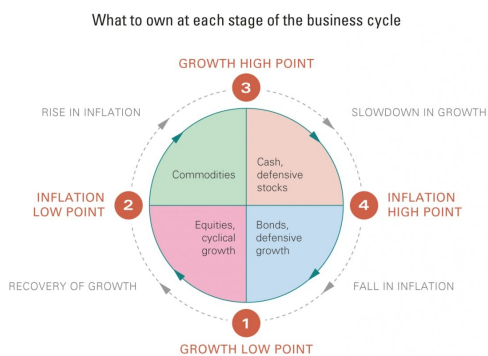 What to own at each stage of the business cycle
GROWTH HIGH POINT
3
RISE IN INFLATION
SLOWDOWN IN GROWTH
Commodities
Cash,
defensive
stocks
INFLATION
LOW POINT
2
4
INFLATION
HIGH POINT
Equities,
cyclical
growth
Bonds,
defensive
growth
RECOVERY OF GROWTH
FALL IN INFLATION
1
GROWTH LOW POINT